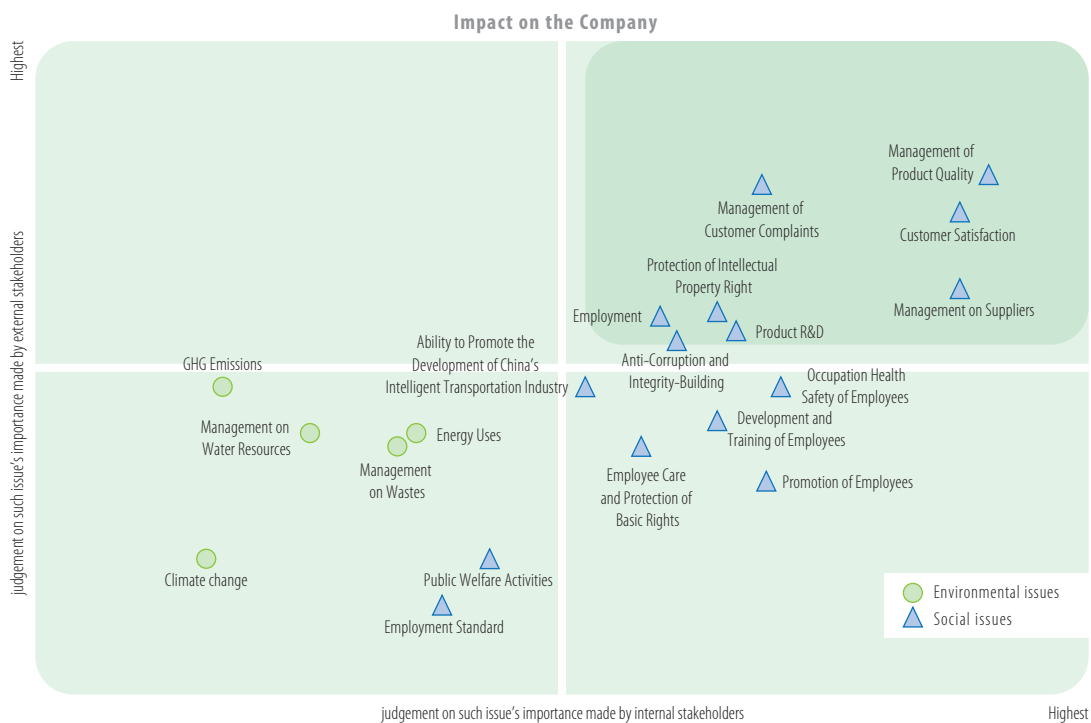 Impact on the Company
Highest
judgement on such issue's importance made by external stakeholders
Management of
Product Quality
Management of
Customer Complaints
Customer Satisfaction
Protection of Intellectual
Property Right
Management on Suppliers
Employment
Product R&D
Anti-Corruption and
Integrity-Building
Ability to Promote the
Development of China's
Intelligent Transportation Industry
GHG Emissions
Occupation Health
Safety of Employees
Management on
Water Resources
Energy Uses
Management
on Wastes
Development and
Training of Employees
Employee Care
and Protection of
Basic Rights
Promotion of Employees
Climate change
Public Welfare Activities
Employment Standard
Environmental issues
Social issues
judgement on such issue's importance made by internal stakeholders
Highest